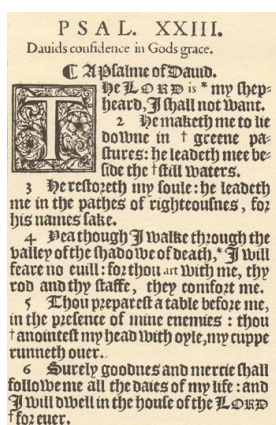 PSAL. XXIII.
Dauids confidence in Gods grace.
¶ A Psalme of Dauid.
THe LORD is * my shep-
heard, I shall not want.
2 He maketh me to lie
downe in † greene pa-
stures: he leadeth mee be-
side the † still waters.
3 He restoreth my soule: he leadeth
me in the pathes of righteousnes, for
his names sake.
4 Yea though I walke through the
valley of the shadowe of death,* I will
feare no euill: for thou art with me, thy
rod and thy staffe, they comfort me.
5 Thou preparest a table before me,
in the presence of mine enemies : thou
† anointest my head with oyle, my cuppe
runneth ouer.
6 Surely goodnes and mercie shall
followe me all the daies of my life : and
I will dwell in the house of the LORD
† for euer.